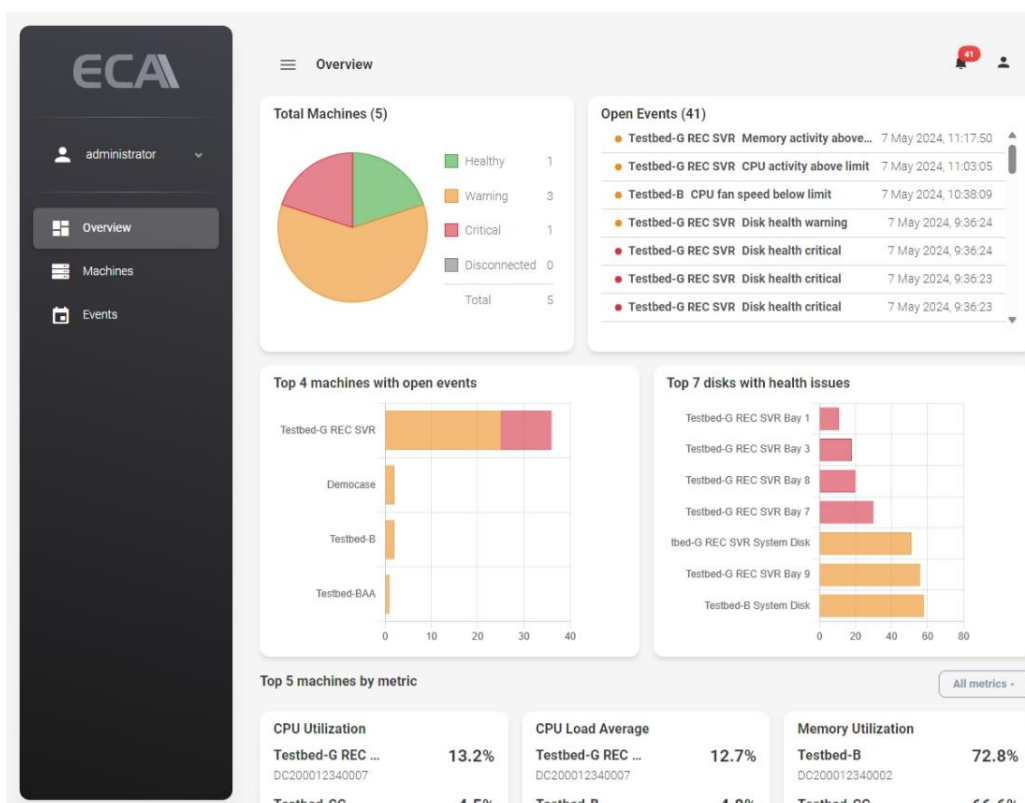 ECA
administrator
Overview
Machines
Events
Overview
41
Total Machines (5)
Healthy 1
Warning 3
Critical 1
Disconnected 0
Total 5
Open Events (41)
Testbed-G REC SVR Memory activity above... 7 May 2024, 11:17:50
Testbed-G REC SVR CPU activity above limit 7 May 2024, 11:03:05
Testbed-B CPU fan speed below limit 7 May 2024, 10:38:09
Testbed-G REC SVR Disk health warning 7 May 2024, 9:36:24
Testbed-G REC SVR Disk health critical 7 May 2024, 9:36:24
Testbed-G REC SVR Disk health critical 7 May 2024, 9:36:23
Testbed-G REC SVR Disk health critical 7 May 2024, 9:36:23
Top 4 machines with open events
Testbed-G REC SVR
Democase
Testbed-B
Testbed-BAA
0 10 20 30 40
Top 7 disks with health issues
Testbed-G REC SVR Bay 1
Testbed-G REC SVR Bay 3
Testbed-G REC SVR Bay 8
Testbed-G REC SVR Bay 7
tbed-G REC SVR System Disk
Testbed-G REC SVR Bay 9
Testbed-B System Disk
0 20 40 60 80
Top 5 machines by metric
All metrics
CPU Utilization
Testbed-G REC ... 13.2%
DC200012340007
CPU Load Average
Testbed-G REC ... 12.7%
DC200012340007
Memory Utilization
Testbed-B 72.8%
DC200012340002